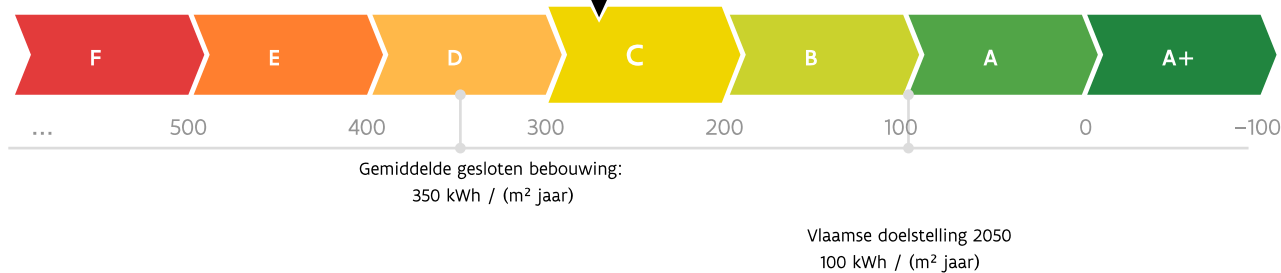 F E D C B A A+
... 500 400 300 200 100 0 −100
Gemiddelde gesloten bebouwing:
350 kWh / (m² jaar)
Vlaamse doelstelling 2050
100 kWh / (m² jaar)